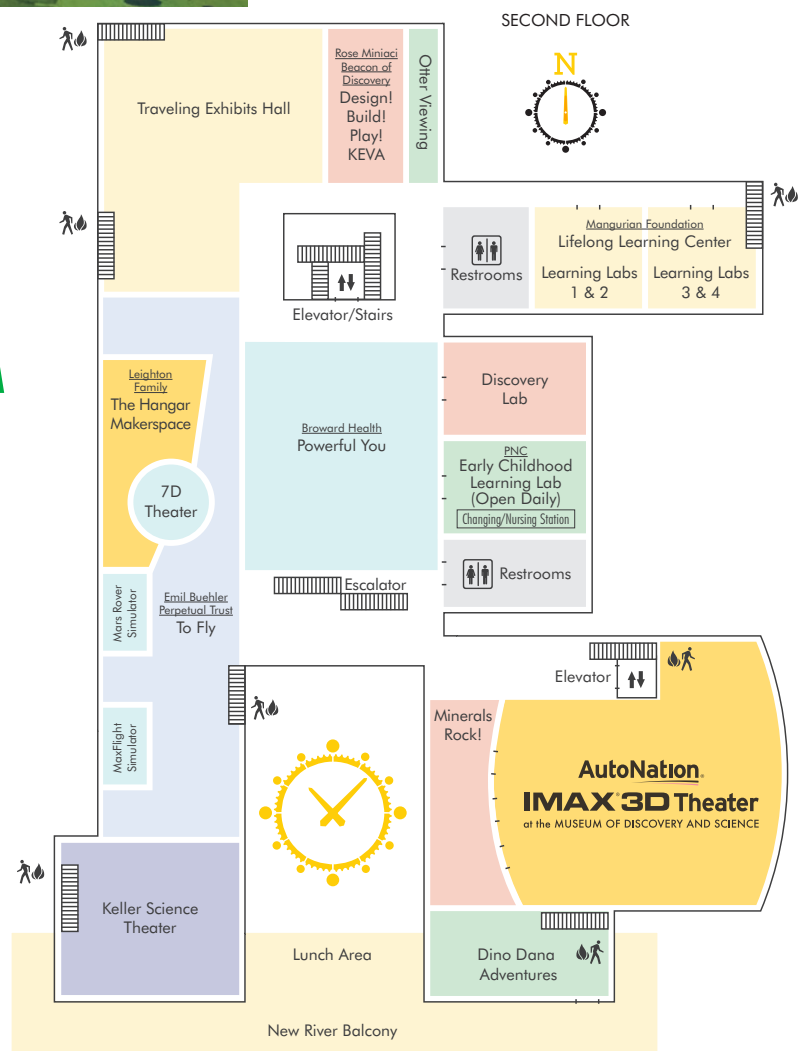 SECOND FLOOR
N
Traveling Exhibits Hall
Rose Miniaci
Beacon of
Discovery
Design!
Build!
Play!
KEVA
Otter Viewing
Elevator/Stairs
Restrooms
Mangurian Foundation
Lifelong Learning Center
Learning Labs
1 & 2
Learning Labs
3 & 4
Leighton
Family
The Hangar
Makerspace
7D
Theater
Broward Health
Powerful You
Discovery
Lab
PNC
Early Childhood
Learning Lab
(Open Daily)
Changing/Nursing Station
Restrooms
Escalator
Mars Rover
Simulator
Emil Buehler
Perpetual Trust
To Fly
MaxFlight
Simulator
Elevator
Minerals
Rock!
AutoNation®
IMAX® 3D Theater
at the MUSEUM OF DISCOVERY AND SCIENCE
Keller Science
Theater
Lunch Area
Dino Dana
Adventures
New River Balcony